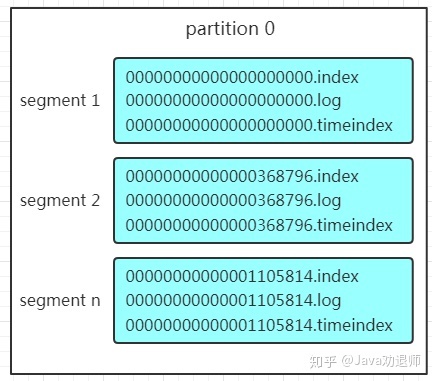 partition 0
segment 1
00000000000000000000.index
00000000000000000000.log
00000000000000000000.timeindex
segment 2
00000000000000368796.index
00000000000000368796.log
00000000000000368796.timeindex
segment n
00000000000001105814.index
00000000000001105814.log
00000000000001105814.timeindex
知乎 @Java劝退师